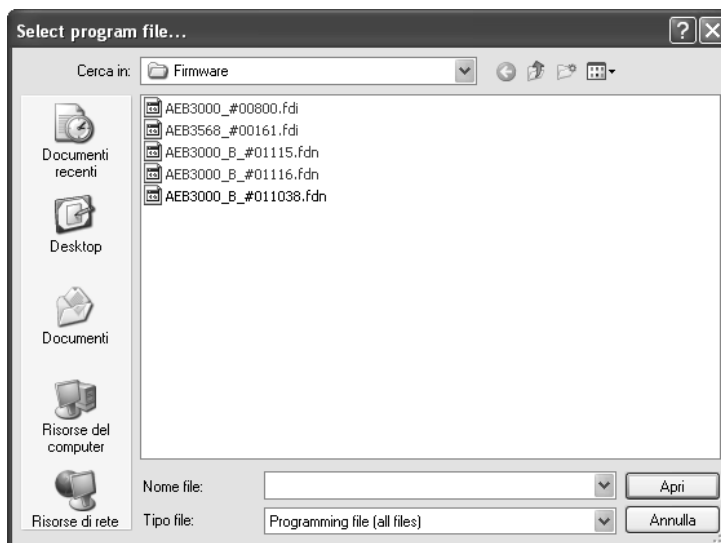 Select program file...
Cerca in: Firmware
AEB3000_#00800.fdi
AEB3568_#00161.fdi
AEB3000_B_#01115.fdn
AEB3000_B_#01116.fdn
AEB3000_B_#011038.fdn
Documenti
recenti
Desktop
Documenti
Risorse del
computer
Risorse di rete
Nome file:
Apri
Tipo file: Programming file (all files)
Annulla